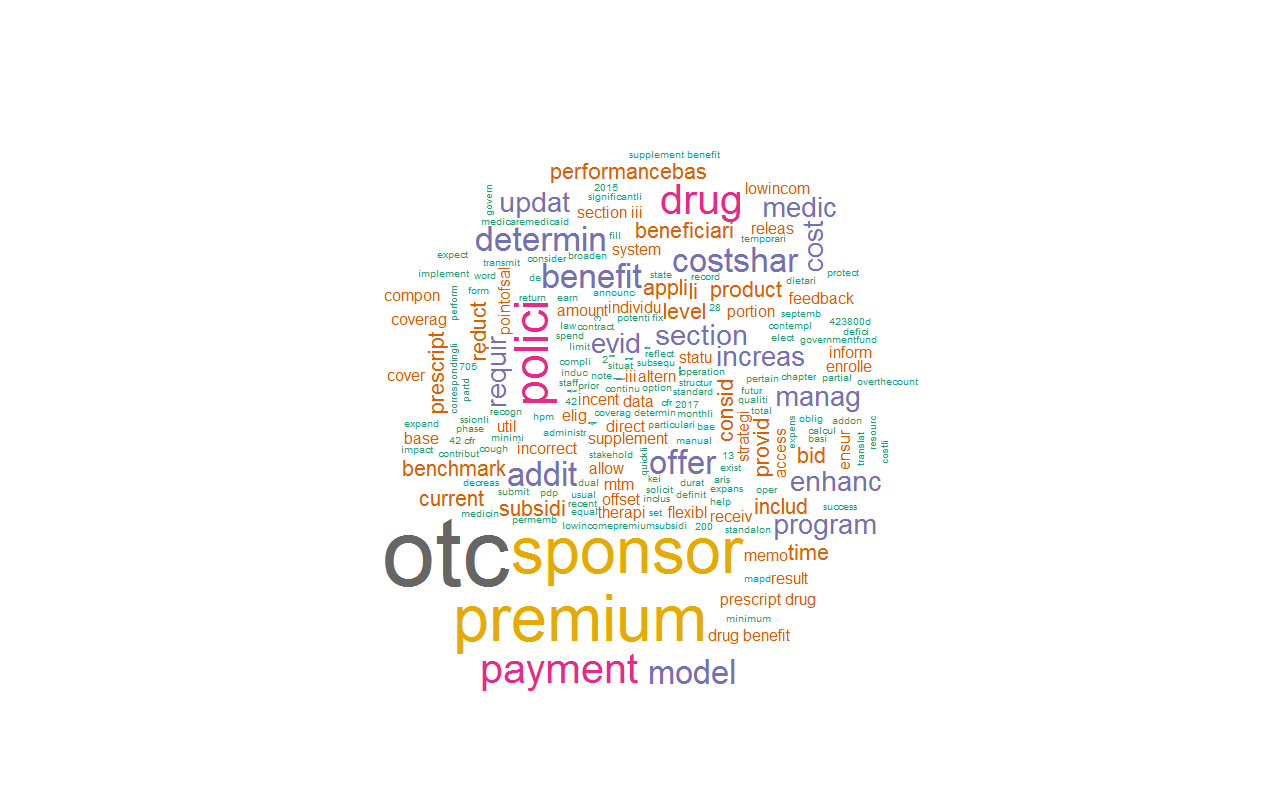 supplement benefit
performancebas
govern
2015
significantli
drug
lowincom
updat
section iii
medic
medicaremedicaid
determin
fill
beneficiari
releas
temporari
cost
expect
transmit
consider
broaden
system
costshar
implement
word
de
benefit
state
record
dietari
protect
compon
perform
form
pointofsal
return
earn
announc
appli
li
product
feedback
coverag
reduct
polici
amount
individu
level
28
portion
septemb
423800d
defici
law
contract
potenti
fix
contempl
elect
governmentfund
spend
limit
evid
section
prescript
correspondingli
705
partd
requir
compli
2
situat
reflect
subsequ
statu
increas
inform
enrolle
cover
induc
staff
note
iii
altern
operation
structur
pertain
chapter
partial
overthecount
prior
continu
option
standard
consid
futur
qualiti
manag
42
incent
data
cfr
2017
monthli
total
recogn
hpm
elig
coverag determin
strategi
provid
expand
ssionli
phase
util
direct
particulari
bae
oblig
addon
expens
calcul
basi
base
42 cfr
minimi
administr
supplement
manual
access
ensur
translat
resourc
costli
impact
contribut
cough
incorrect
stakehold
quickli
offer
13
exist
bid
benchmark
decreas
addit
allow
kei
aris
enhanc
dual
mtm
solicit
durat
expans
current
submit
pdp
usual
offset
inclus
definit
help
oper
medicin
subsidi
recent
equal
therapi
set
flexibl
receiv
includ
success
permemb
lowincomepremiumsubsidi
200
standalon
program
otc
sponsor
memo
time
mapd
result
premium
prescript drug
minimum
drug benefit
payment
model